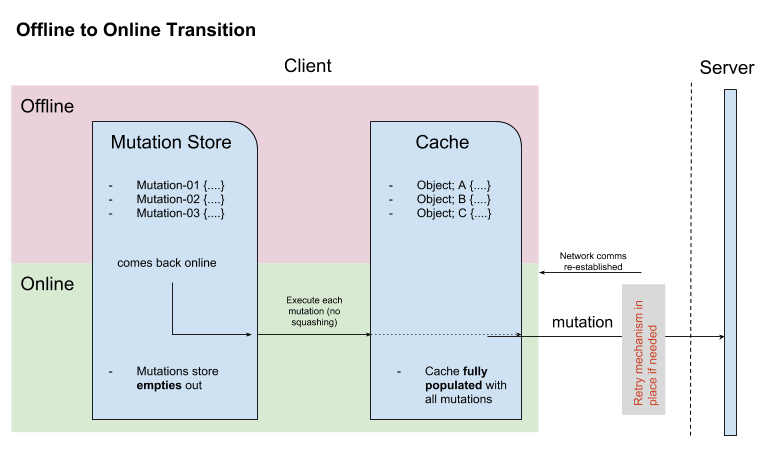 Offline to Online Transition
Client
Server
Offline
Mutation Store
- Mutation-01 {....}
- Mutation-02 {....}
- Mutation-03 {....}
Cache
- Object; A {....}
- Object; B {....}
- Object; C {....}
comes back online
Network comms
re-established
Online
Execute each
mutation (no
squashing)
mutation
Retry mechanism in
place if needed
- Mutations store
empties out
- Cache fully
populated with
all mutations